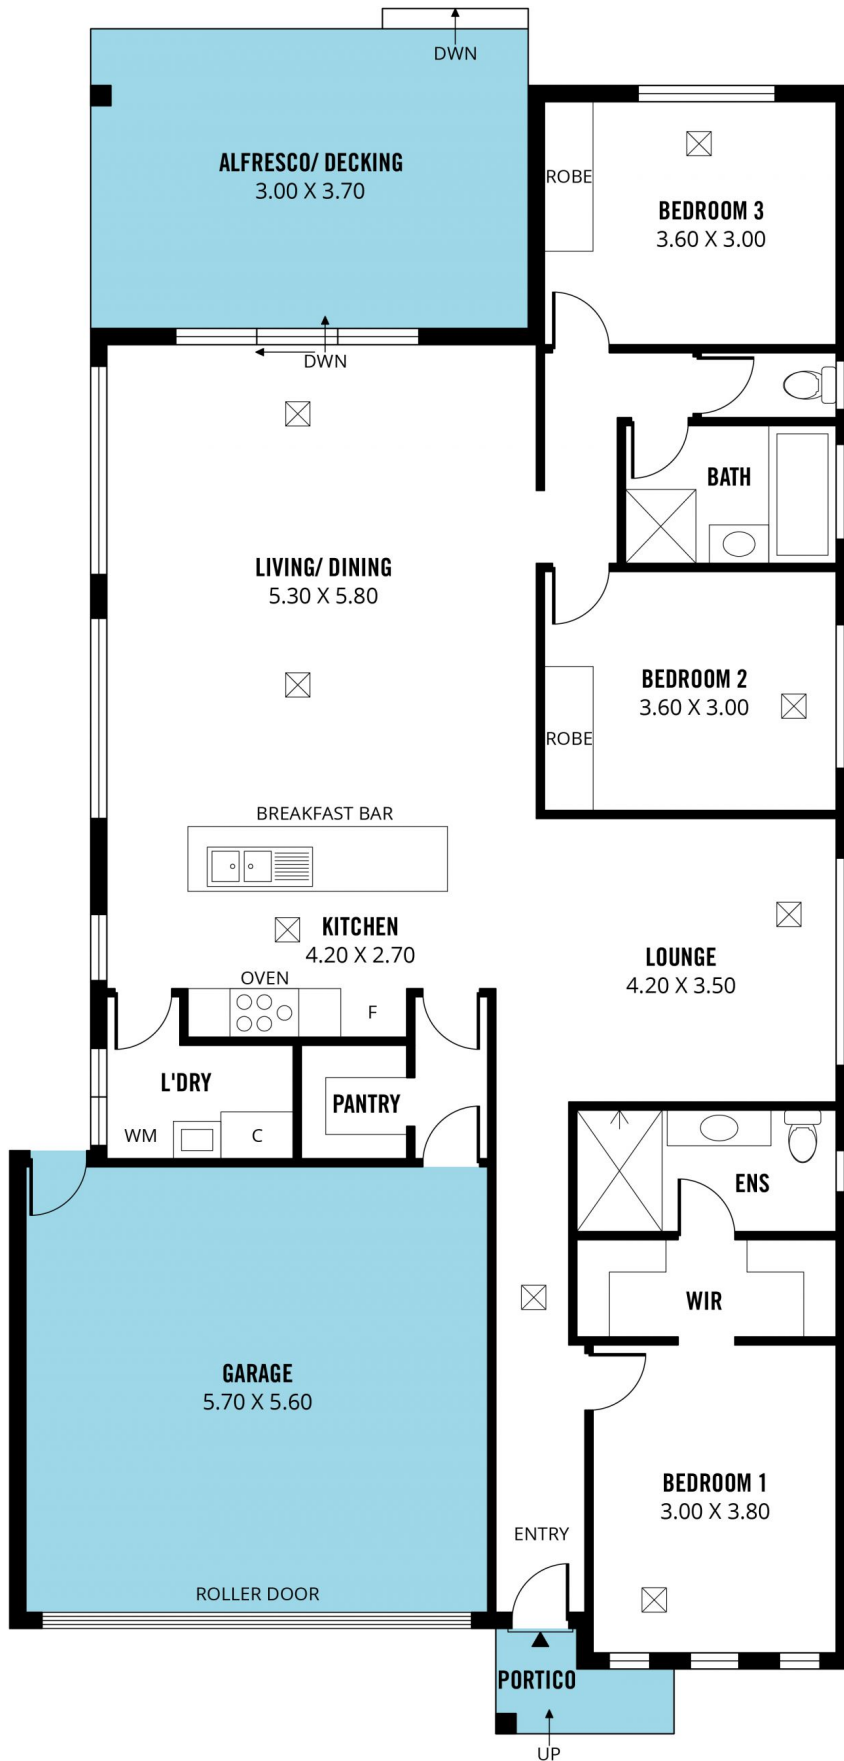 DWN
ALFRESCO/ DECKING
3.00 X 3.70
ROBE
BEDROOM 3
3.60 X 3.00
DWN
BATH
LIVING/ DINING
5.30 X 5.80
BEDROOM 2
3.60 X 3.00
ROBE
BREAKFAST BAR
KITCHEN
4.20 X 2.70
LOUNGE
4.20 X 3.50
OVEN
F
L'DRY
PANTRY
WM
C
ENS
WIR
GARAGE
5.70 X 5.60
BEDROOM 1
3.00 X 3.80
ENTRY
ROLLER DOOR
PORTICO
UP